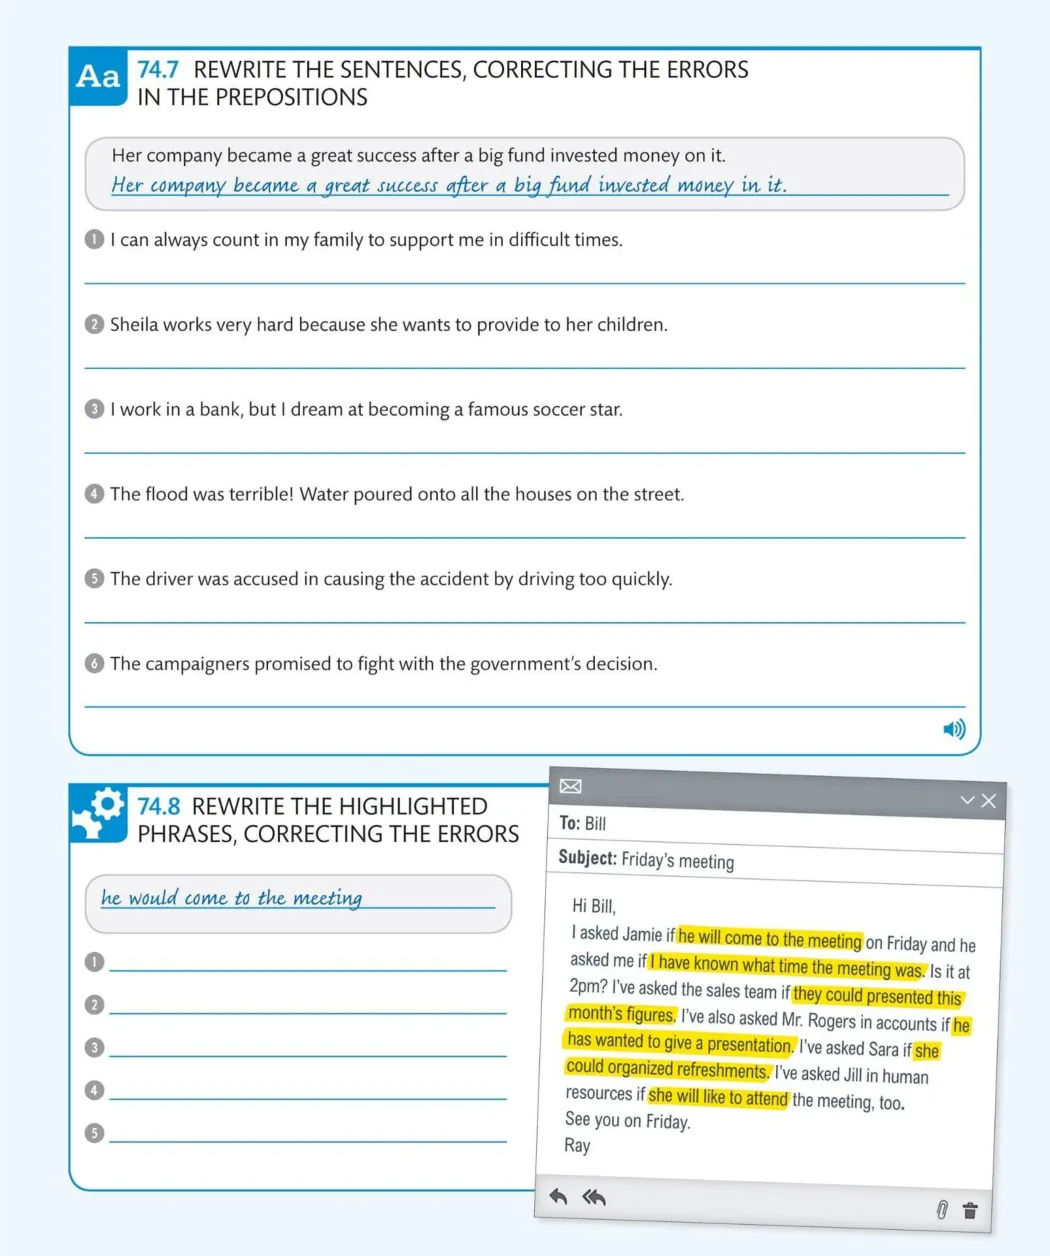 Aa
74.7 REWRITE THE SENTENCES, CORRECTING THE ERRORS
IN THE PREPOSITIONS
Her company became a great success after a big fund invested money on it.
Her company became a great success after a big fund invested money in it.
1 I can always count in my family to support me in difficult times.
2 Sheila works very hard because she wants to provide to her children.
3 I work in a bank, but I dream at becoming a famous soccer star.
4 The flood was terrible! Water poured onto all the houses on the street.
5 The driver was accused in causing the accident by driving too quickly.
6 The campaigners promised to fight with the government's decision.
74.8 REWRITE THE HIGHLIGHTED
PHRASES, CORRECTING THE ERRORS
he would come to the meeting
1
2
3
4
5
To: Bill
Subject: Friday's meeting
Hi Bill,
I asked Jamie if he will come to the meeting on Friday and he
asked me if I have known what time the meeting was. Is it at
2pm? I've asked the sales team if they could presented this
month's figures. I've also asked Mr. Rogers in accounts if he
has wanted to give a presentation. I've asked Sara if she
could organized refreshments. I've asked Jill in human
resources if she will like to attend the meeting, too.
See you on Friday.
Ray